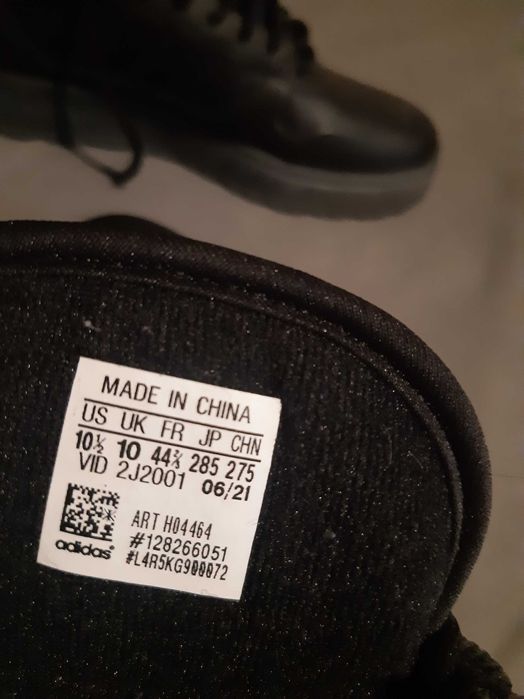 MADE IN CHINA
US UK FR JP CHN
10½ 10 44⅔ 285 275
VID 2J2001 06/21
ART H04464
#128266051
adidas®
#L4R5KG900072